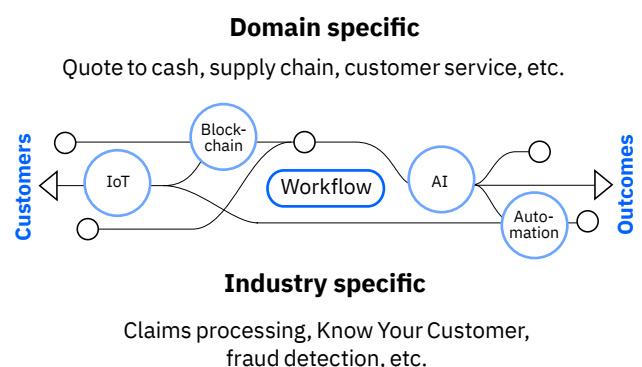 Domain specific
Quote to cash, supply chain, customer service, etc.
Customers
IoT
Block-
chain
Workflow
AI
Auto-
mation
Outcomes
Industry specific
Claims processing, Know Your Customer,
fraud detection, etc.